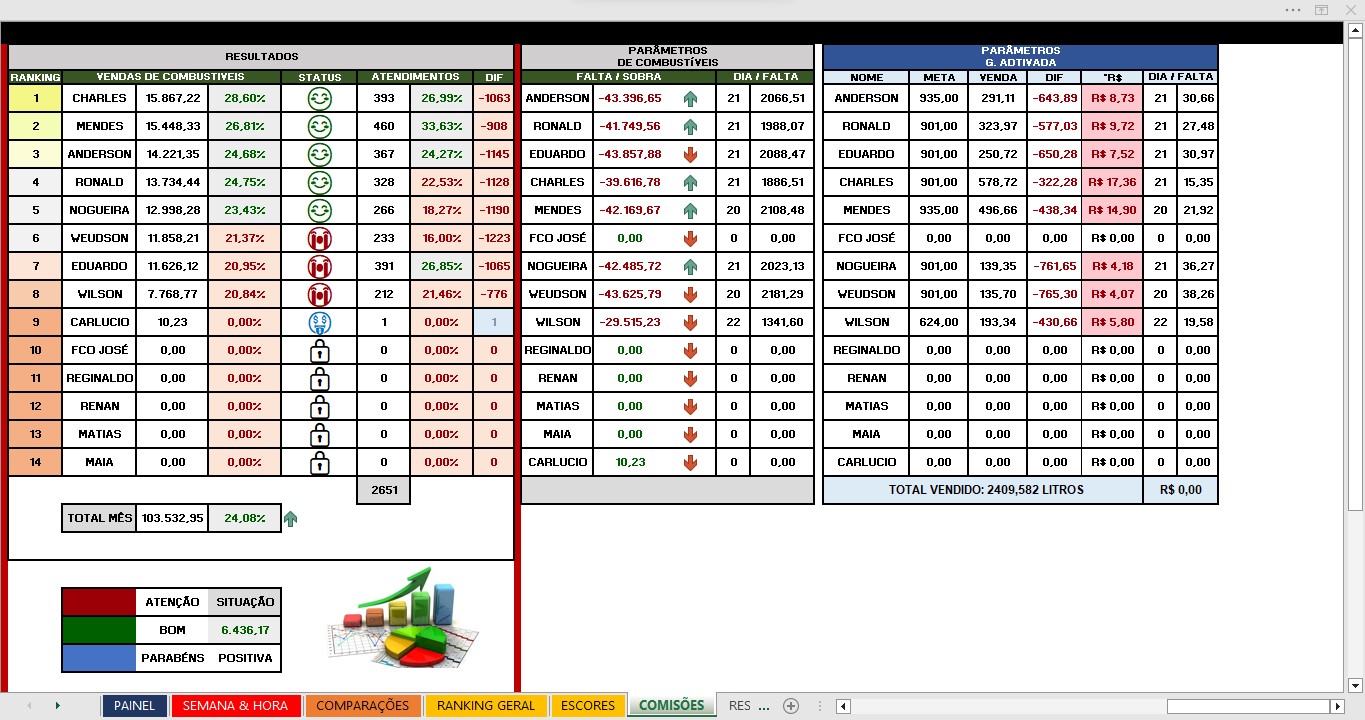 RESULTADOS
RANKING VENDAS DE COMBUSTIVEIS STATUS ATENDIMENTOS DIF
1 CHARLES 15.867,22 28,60% 393 26,99% -1063
2 MENDES 15.448,33 26,81% 460 33,63% -908
3 ANDERSON 14.221,35 24,68% 367 24,27% -1145
4 RONALD 13.734,44 24,75% 328 22,53% -1128
5 NOGUEIRA 12.998,28 23,43% 266 18,27% -1190
6 WEUDSON 11.858,21 21,37% 233 16,00% -1223
7 EDUARDO 11.626,12 20,95% 391 26,85% -1065
8 WILSON 7.768,77 20,84% 212 21,46% -776
9 CARLUCIO 10,23 0,00% 1 0,00% 1
10 FCO JOSÉ 0,00 0,00% 0 0,00% 0
11 REGINALDO 0,00 0,00% 0 0,00% 0
12 RENAN 0,00 0,00% 0 0,00% 0
13 MATIAS 0,00 0,00% 0 0,00% 0
14 MAIA 0,00 0,00% 0 0,00% 0
2651
TOTAL MÊS 103.532,95 24,08%
ATENÇÃO SITUAÇÃO
BOM 6.436,17
PARABÉNS POSITIVA
PARÂMETROS
DE COMBUSTÍVEIS
FALTA / SOBRA DIA / FALTA
ANDERSON -43.396,65 21 2066,51
RONALD -41.749,56 21 1988,07
EDUARDO -43.857,88 21 2088,47
CHARLES -39.616,78 21 1886,51
MENDES -42.169,67 20 2108,48
FCO JOSÉ 0,00 0 0,00
NOGUEIRA -42.485,72 21 2023,13
WEUDSON -43.625,79 20 2181,29
WILSON -29.515,23 22 1341,60
REGINALDO 0,00 0 0,00
RENAN 0,00 0 0,00
MATIAS 0,00 0 0,00
MAIA 0,00 0 0,00
CARLUCIO 10,23 0 0,00
PARÂMETROS
G. ADTIVADA
NOME META VENDA DIF "R$ DIA / FALTA
ANDERSON 935,00 291,11 -643,89 R$ 8,73 21 30,66
RONALD 901,00 323,97 -577,03 R$ 9,72 21 27,48
EDUARDO 901,00 250,72 -650,28 R$ 7,52 21 30,97
CHARLES 901,00 578,72 -322,28 R$ 17,36 21 15,35
MENDES 935,00 496,66 -438,34 R$ 14,90 20 21,92
FCO JOSÉ 0,00 0,00 0,00 R$ 0,00 0 0,00
NOGUEIRA 901,00 139,35 -761,65 R$ 4,18 21 36,27
WEUDSON 901,00 135,70 -765,30 R$ 4,07 20 38,26
WILSON 624,00 193,34 -430,66 R$ 5,80 22 19,58
REGINALDO 0,00 0,00 0,00 R$ 0,00 0 0,00
RENAN 0,00 0,00 0,00 R$ 0,00 0 0,00
MATIAS 0,00 0,00 0,00 R$ 0,00 0 0,00
MAIA 0,00 0,00 0,00 R$ 0,00 0 0,00
CARLUCIO 0,00 0,00 0,00 R$ 0,00 0 0,00
TOTAL VENDIDO: 2409,582 LITROS R$ 0,00
PAINEL SEMANA & HORA COMPARAÇÕES RANKING GERAL ESCORES COMISÕES RES ...